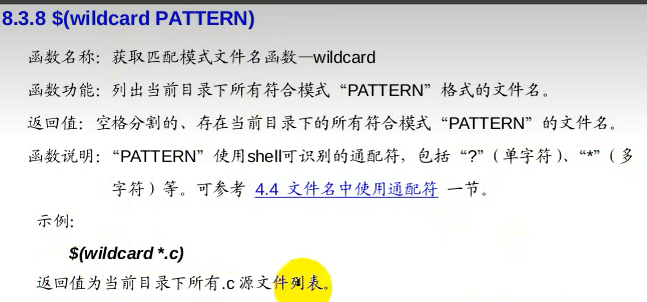 8.3.8 $(wildcard PATTERN)
函数名称：获取匹配模式文件名函数—wildcard
函数功能：列出当前目录下所有符合模式“PATTERN”格式的文件名。
返回值：空格分割的、存在当前目录下的所有符合模式“PATTERN”的文件名。
函数说明：“PATTERN”使用shell可识别的通配符，包括“?”（单字符）、“*”（多
字符）等。可参考 4.4 文件名中使用通配符 一节。
示例：
$(wildcard *.c)
返回值为当前目录下所有.c 源文件列表。